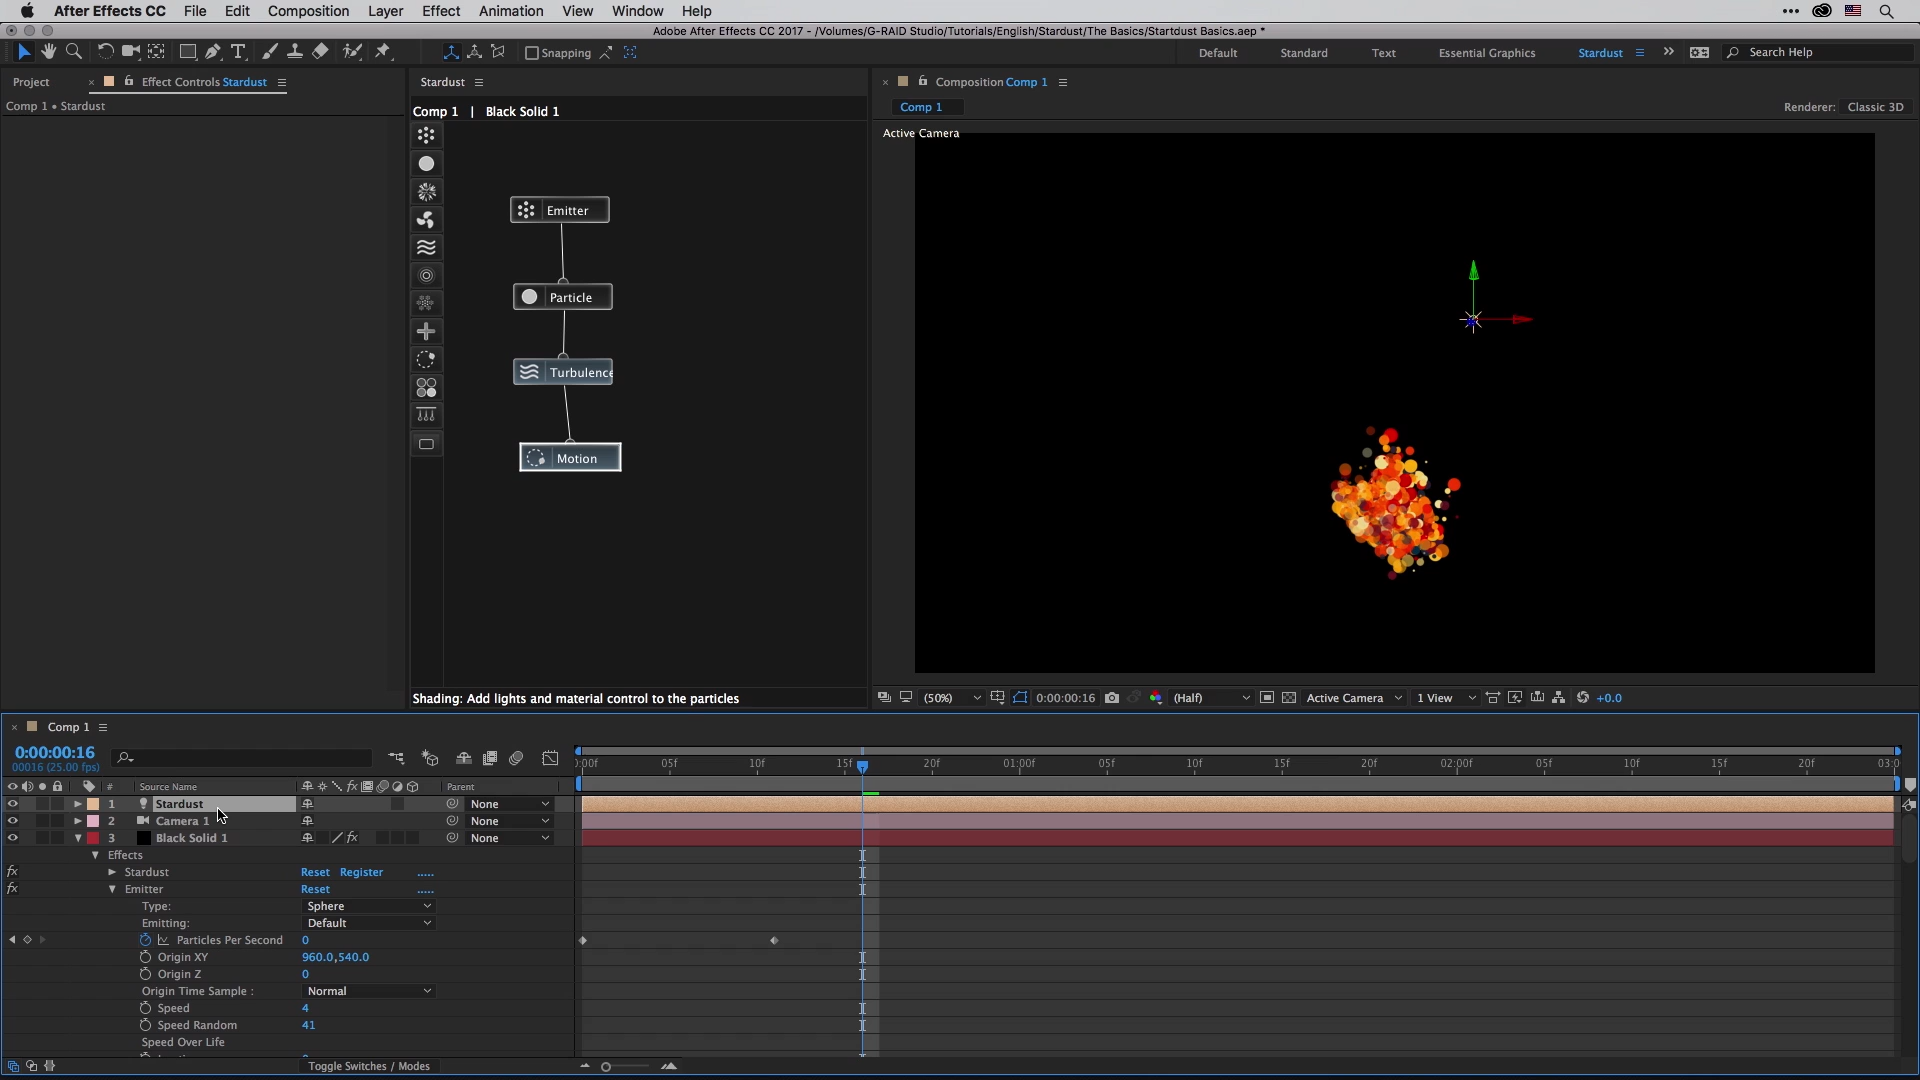 After Effects CC File Edit Composition Layer Effect Animation View Window Help
Adobe After Effects CC 2017 - /Volumes/G-RAID Studio/Tutorials/English/Stardust/The Basics/Startdust Basics.aep *
Snapping Default Standard Text Essential Graphics Stardust Search Help
Project Effect Controls Stardust Stardust Composition Comp 1
Comp 1 • Stardust Comp 1 | Black Solid 1 Comp 1 Renderer: Classic 3D
Active Camera
Emitter
Particle
Turbulence
Motion
Shading: Add lights and material control to the particles
(50%) 0:00:00:16 (Half) Active Camera 1 View +0.0
Comp 1
0:00:00:16
00016 (25.00 fps)
:00f 05f 10f 15f 20f 01:00f 05f 10f 15f 20f 02:00f 05f 10f 15f 20f 03:0
# Source Name fx Parent
1 Stardust None
2 Camera 1 None
3 Black Solid 1 fx None
Effects
fx Stardust Reset Register .....
fx Emitter Reset .....
Type: Sphere
Emitting: Default
Particles Per Second 0
Origin XY 960.0,540.0
Origin Z 0
Origin Time Sample : Normal
Speed 4
Speed Random 41
Speed Over Life
Toggle Switches / Modes